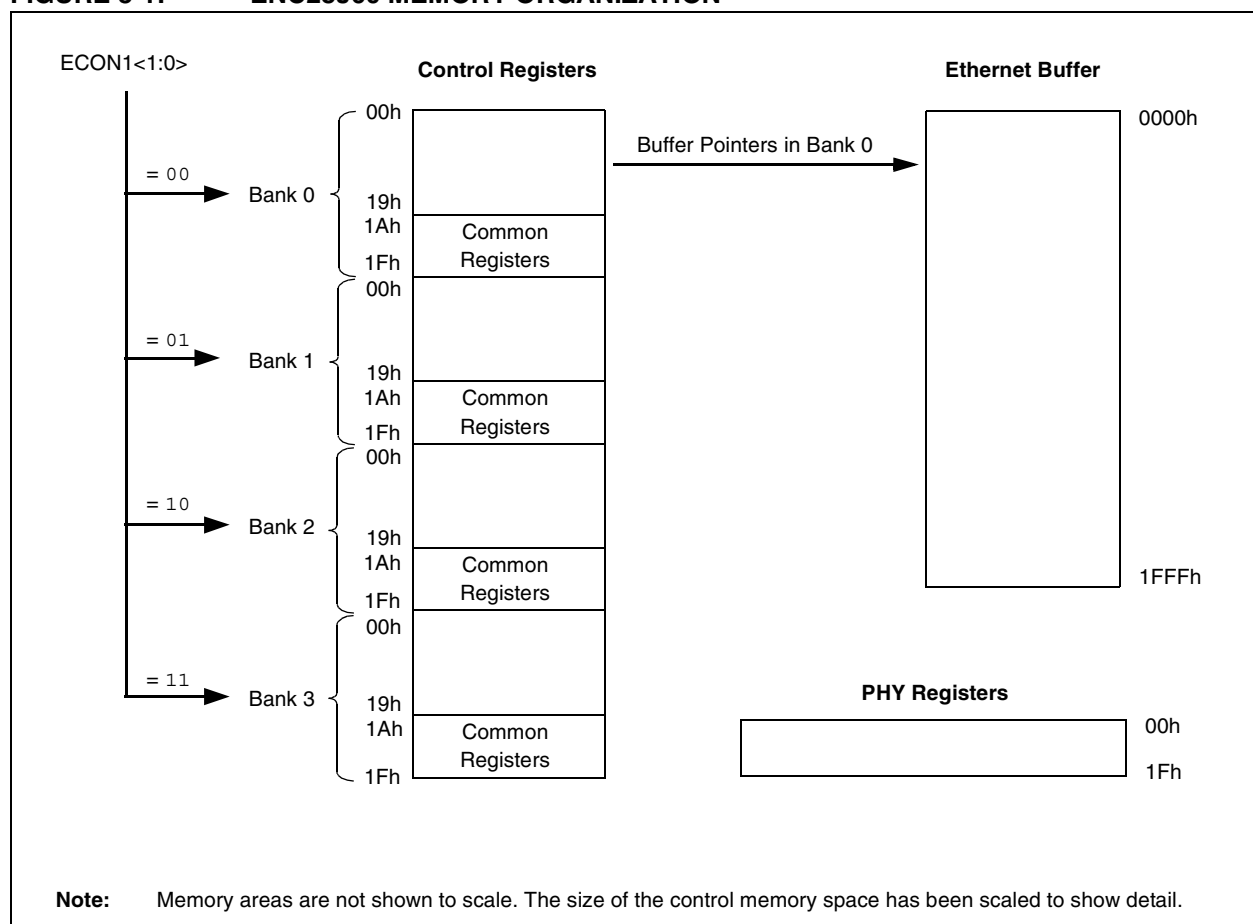 ECON1<1:0>
Control Registers
Ethernet Buffer
00h
0000h
Buffer Pointers in Bank 0
= 00
Bank 0
19h
1Ah
Common
Registers
1Fh
00h
= 01
Bank 1
19h
1Ah
Common
Registers
1Fh
00h
= 10
Bank 2
19h
1Ah
Common
Registers
1Fh
1FFFh
00h
= 11
Bank 3
19h
1Ah
Common
Registers
1Fh
PHY Registers
00h
1Fh
Note: Memory areas are not shown to scale. The size of the control memory space has been scaled to show detail.